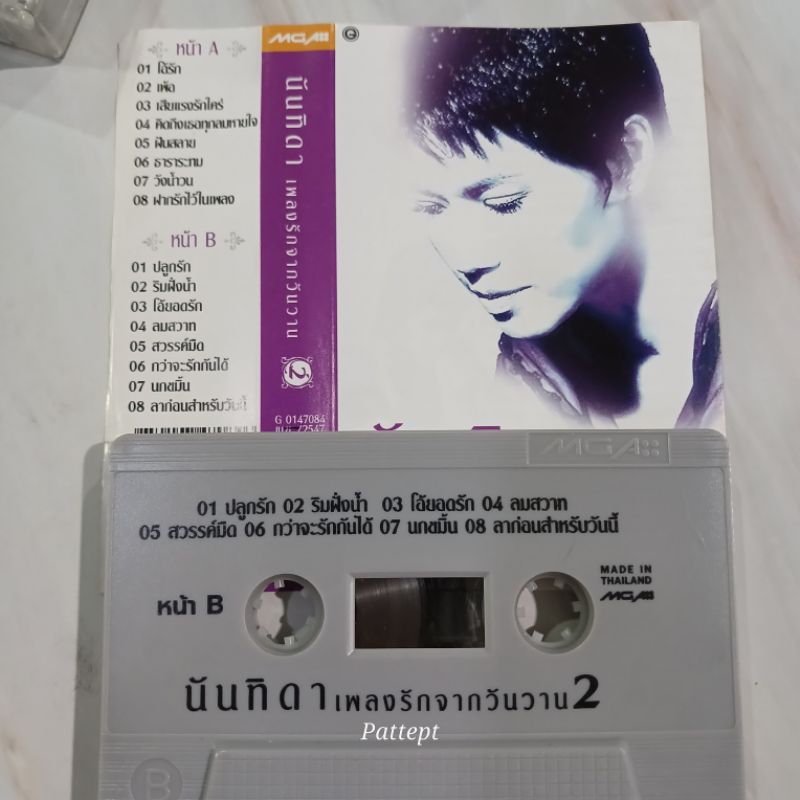 หน้า A
01 โอ้รัก
02 เพ้อ
03 เสียแรงรักใคร่
04 คิดถึงเธอทุกลมหายใจ
05 ฝันสลาย
06 ธาราระทม
07 วังน้ำวน
08 ฝากรักไว้ในเพลง
หน้า B
01 ปลูกรัก
02 ริมฝั่งน้ำ
03 โอ้ยอดรัก
04 ลมสวาท
05 สวรรค์มืด
06 กว่าจะรักกันได้
07 นกขมิ้น
08 ลาก่อนสำหรับวันนี้
MGA
นันทิดา เพลงรักจากวันวาน 2
G 0147084
G
MGA
01 ปลูกรัก 02 ริมฝั่งน้ำ 03 โอ้ยอดรัก 04 ลมสวาท
05 สวรรค์มืด 06 กว่าจะรักกันได้ 07 นกขมิ้น 08 ลาก่อนสำหรับวันนี้
MADE IN
THAILAND
MGA
หน้า B
นันทิดา เพลงรักจากวันวาน 2
Pattept
B